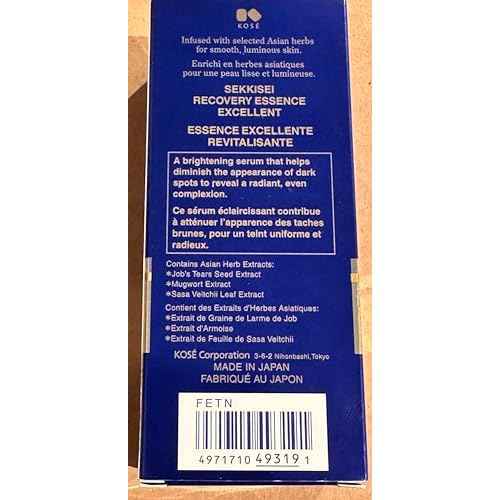 KOSÉ
Infused with selected Asian herbs
for smooth, luminous skin.
Enrichi en herbes asiatiques
pour une peau lisse et lumineuse.
SEKKISEI
RECOVERY ESSENCE
EXCELLENT
ESSENCE EXCELLENTE
REVITALISANTE
A brightening serum that helps
diminish the appearance of dark
spots to reveal a radiant, even
complexion.
Ce sérum éclaircissant contribue
à atténuer l'apparence des taches
brunes, pour un teint uniforme et
radieux.
Contains Asian Herb Extracts:
*Job's Tears Seed Extract
*Mugwort Extract
*Sasa Veitchii Leaf Extract
Contient des Extraits d'Herbes Asiatiques:
*Extrait de Graine de Larme de Job
*Extrait d'Armoise
*Extrait de Feuille de Sasa Veitchii
KOSÉ Corporation 3-6-2 Nihonbashi,Tokyo
MADE IN JAPAN
FABRIQUÉ AU JAPON
FETN
4971710 49319 1